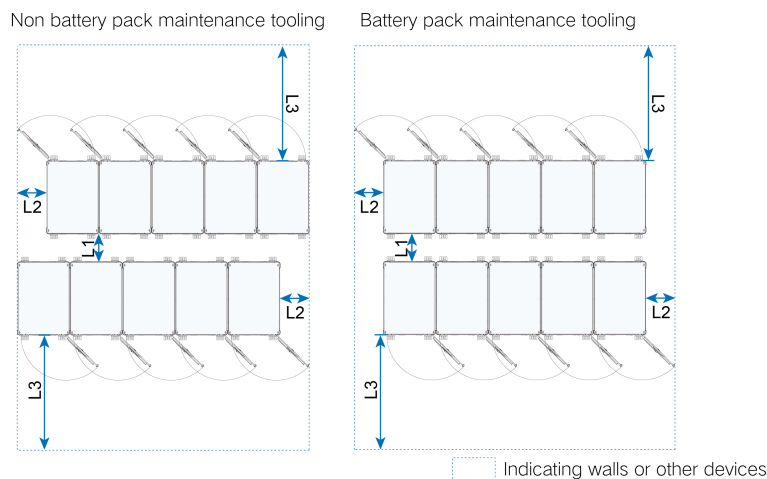 Non battery pack maintenance tooling
Battery pack maintenance tooling
L3
L3
L2
L1
L2
L1
L2
L2
L3
L3
Indicating walls or other devices